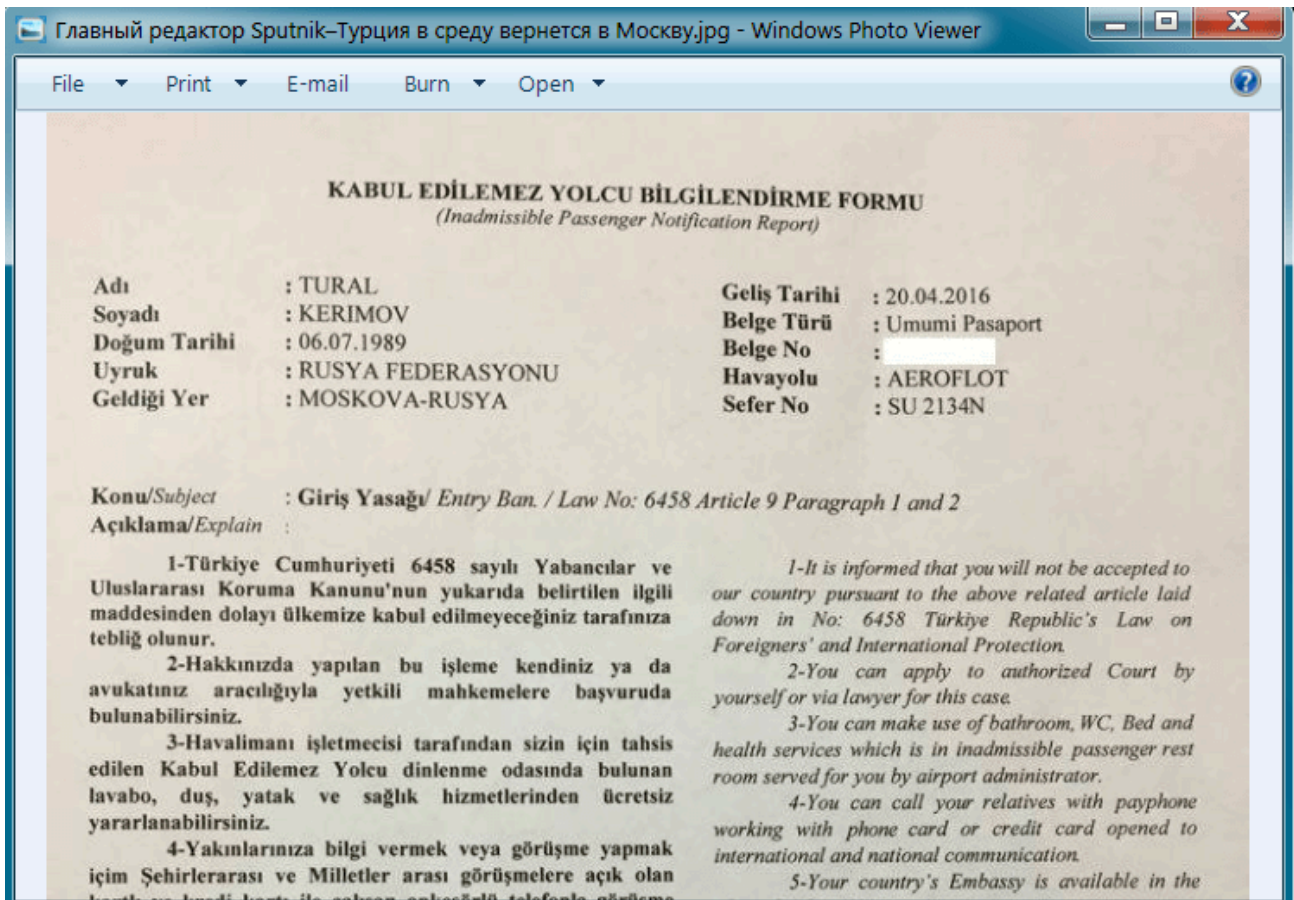 Главный редактор Sputnik–Турция в среду вернется в Москву.jpg - Windows Photo Viewer
File Print E-mail Burn Open
KABUL EDİLEMEZ YOLCU BİLGİLENDİRME FORMU
(Inadmissible Passenger Notification Report)
Adı : TURAL
Soyadı : KERIMOV
Doğum Tarihi : 06.07.1989
Uyruk : RUSYA FEDERASYONU
Geldiği Yer : MOSKOVA-RUSYA
Geliş Tarihi : 20.04.2016
Belge Türü : Umumi Pasaport
Belge No :
Havayolu : AEROFLOT
Sefer No : SU 2134N
Konu/Subject : Giriş Yasağı/ Entry Ban. / Law No: 6458 Article 9 Paragraph 1 and 2
Açıklama/Explain :
1-Türkiye Cumhuriyeti 6458 sayılı Yabancılar ve
Uluslararası Koruma Kanunu'nun yukarıda belirtilen ilgili
maddesinden dolayı ülkemize kabul edilmeyeceğiniz tarafınıza
tebliğ olunur.
2-Hakkınızda yapılan bu işleme kendiniz ya da
avukatınız aracılığıyla yetkili mahkemelere başvuruda
bulunabilirsiniz.
3-Havalimanı işletmecisi tarafından sizin için tahsis
edilen Kabul Edilemez Yolcu dinlenme odasında bulunan
lavabo, duş, yatak ve sağlık hizmetlerinden ücretsiz
yararlanabilirsiniz.
4-Yakınlarınıza bilgi vermek veya görüşme yapmak
içim Şehirlerarası ve Milletler arası görüşmelere açık olan
1-It is informed that you will not be accepted to
our country pursuant to the above related article laid
down in No: 6458 Türkiye Republic's Law on
Foreigners' and International Protection.
2-You can apply to authorized Court by
yourself or via lawyer for this case.
3-You can make use of bathroom, WC, Bed and
health services which is in inadmissible passenger rest
room served for you by airport administrator.
4-You can call your relatives with payphone
working with phone card or credit card opened to
international and national communication.
5-Your country's Embassy is available in the